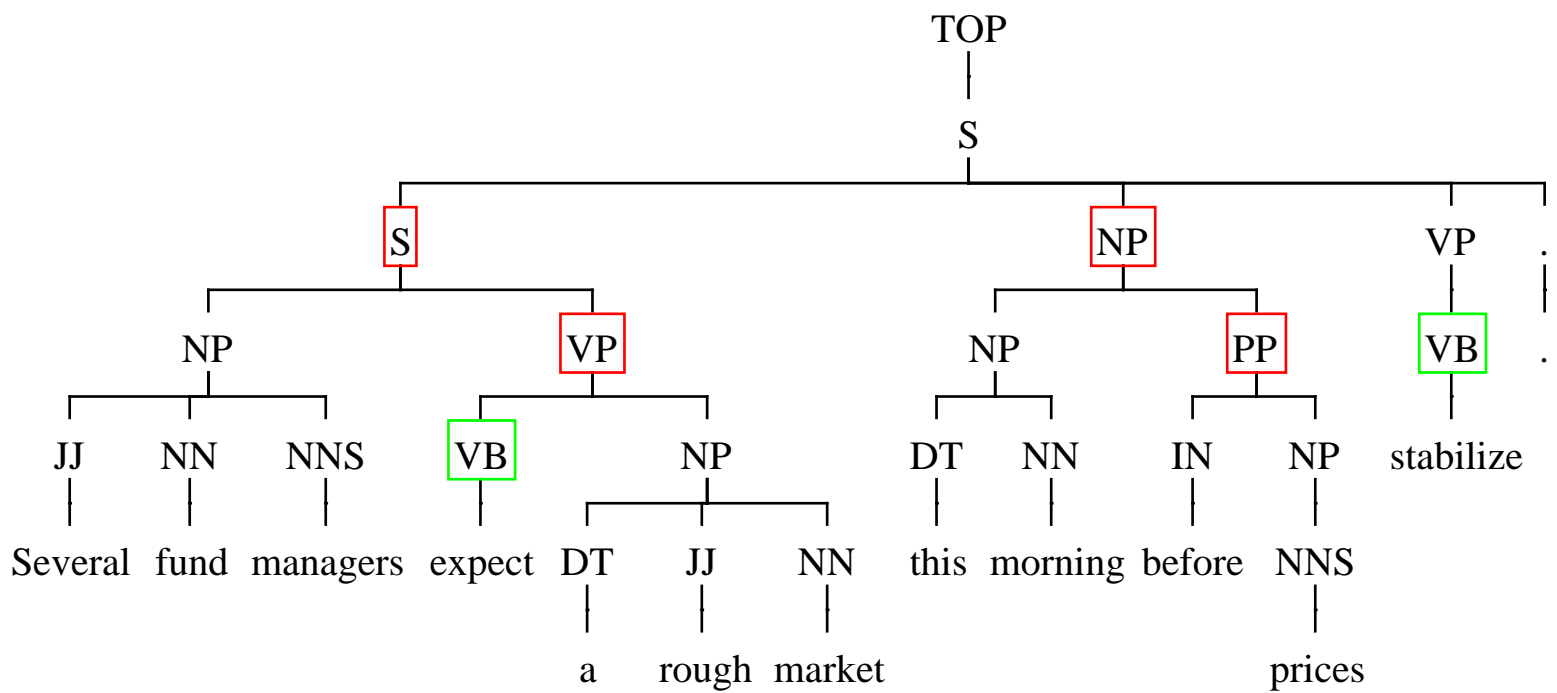 TOP
S
S NP VP .
NP VP NP PP VB .
JJ NN NNS VB NP DT NN IN NP stabilize
Several fund managers expect DT JJ NN this morning before NNS
a rough market prices